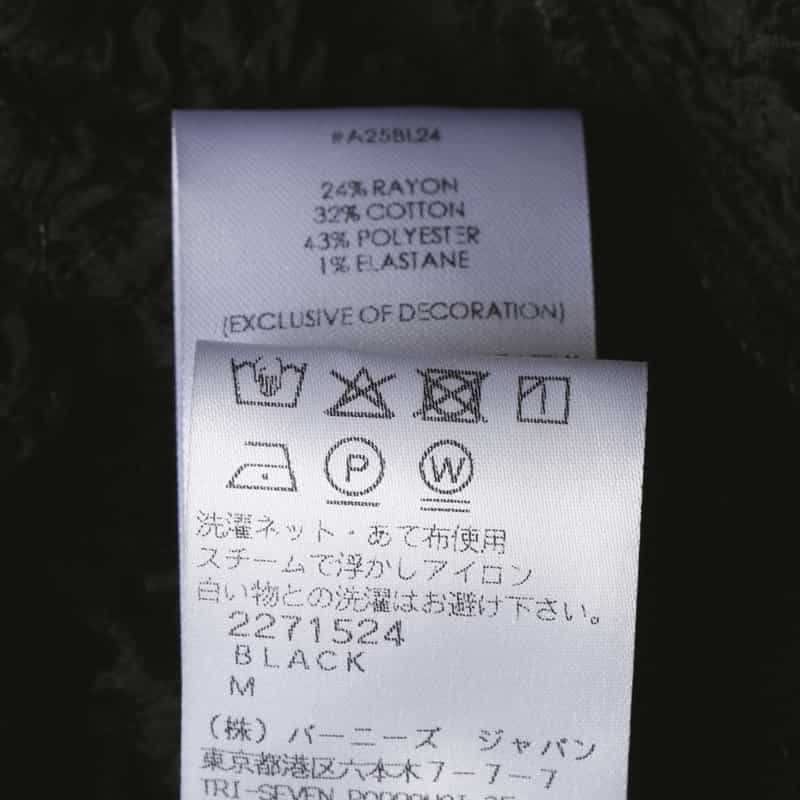 #A25BL24
24% RAYON
32% COTTON
43% POLYESTER
1% ELASTANE
(EXCLUSIVE OF DECORATION)
P W
洗濯ネット・あて布使用
スチームで浮かしアイロン
白い物との洗濯はお避け下さい。
2271524
BLACK
M
(株) バーニーズ ジャパン
東京都港区六本木7-7-7
TRI-SEVEN